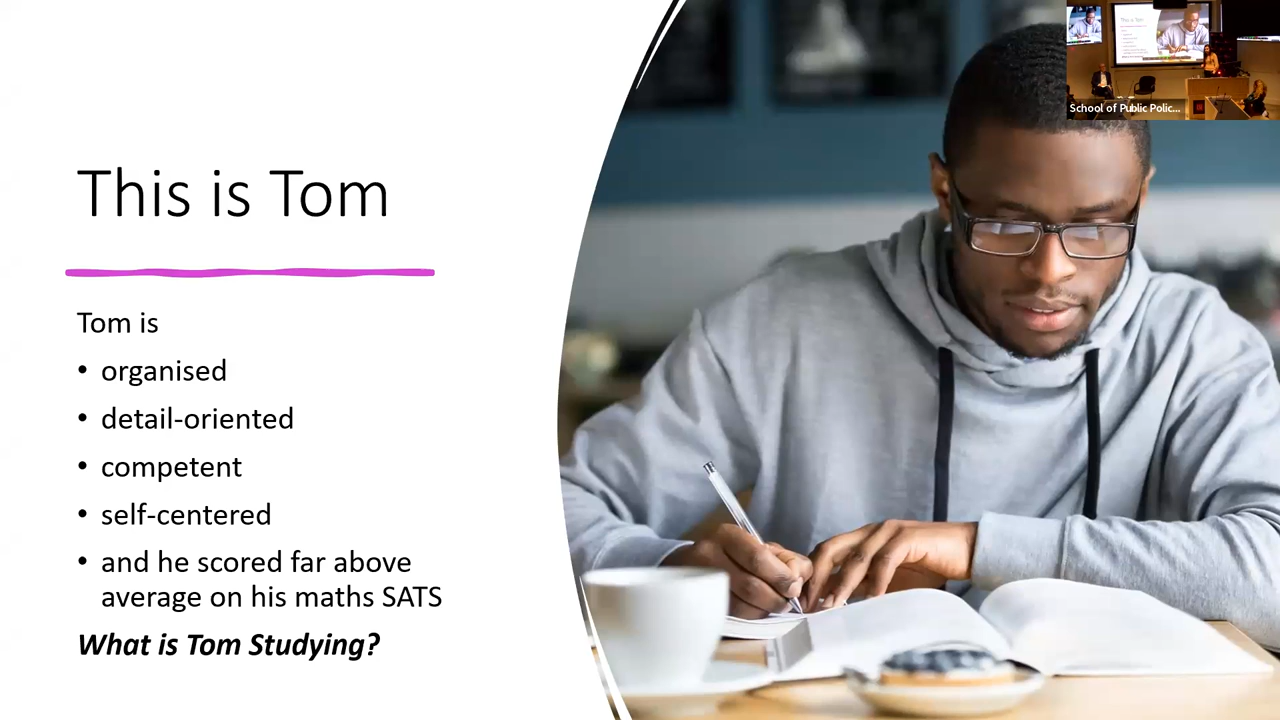 School of Public Polic...
This is Tom
Tom is
• organised
• detail-oriented
• competent
• self-centered
• and he scored far above
average on his maths SATS
What is Tom Studying?